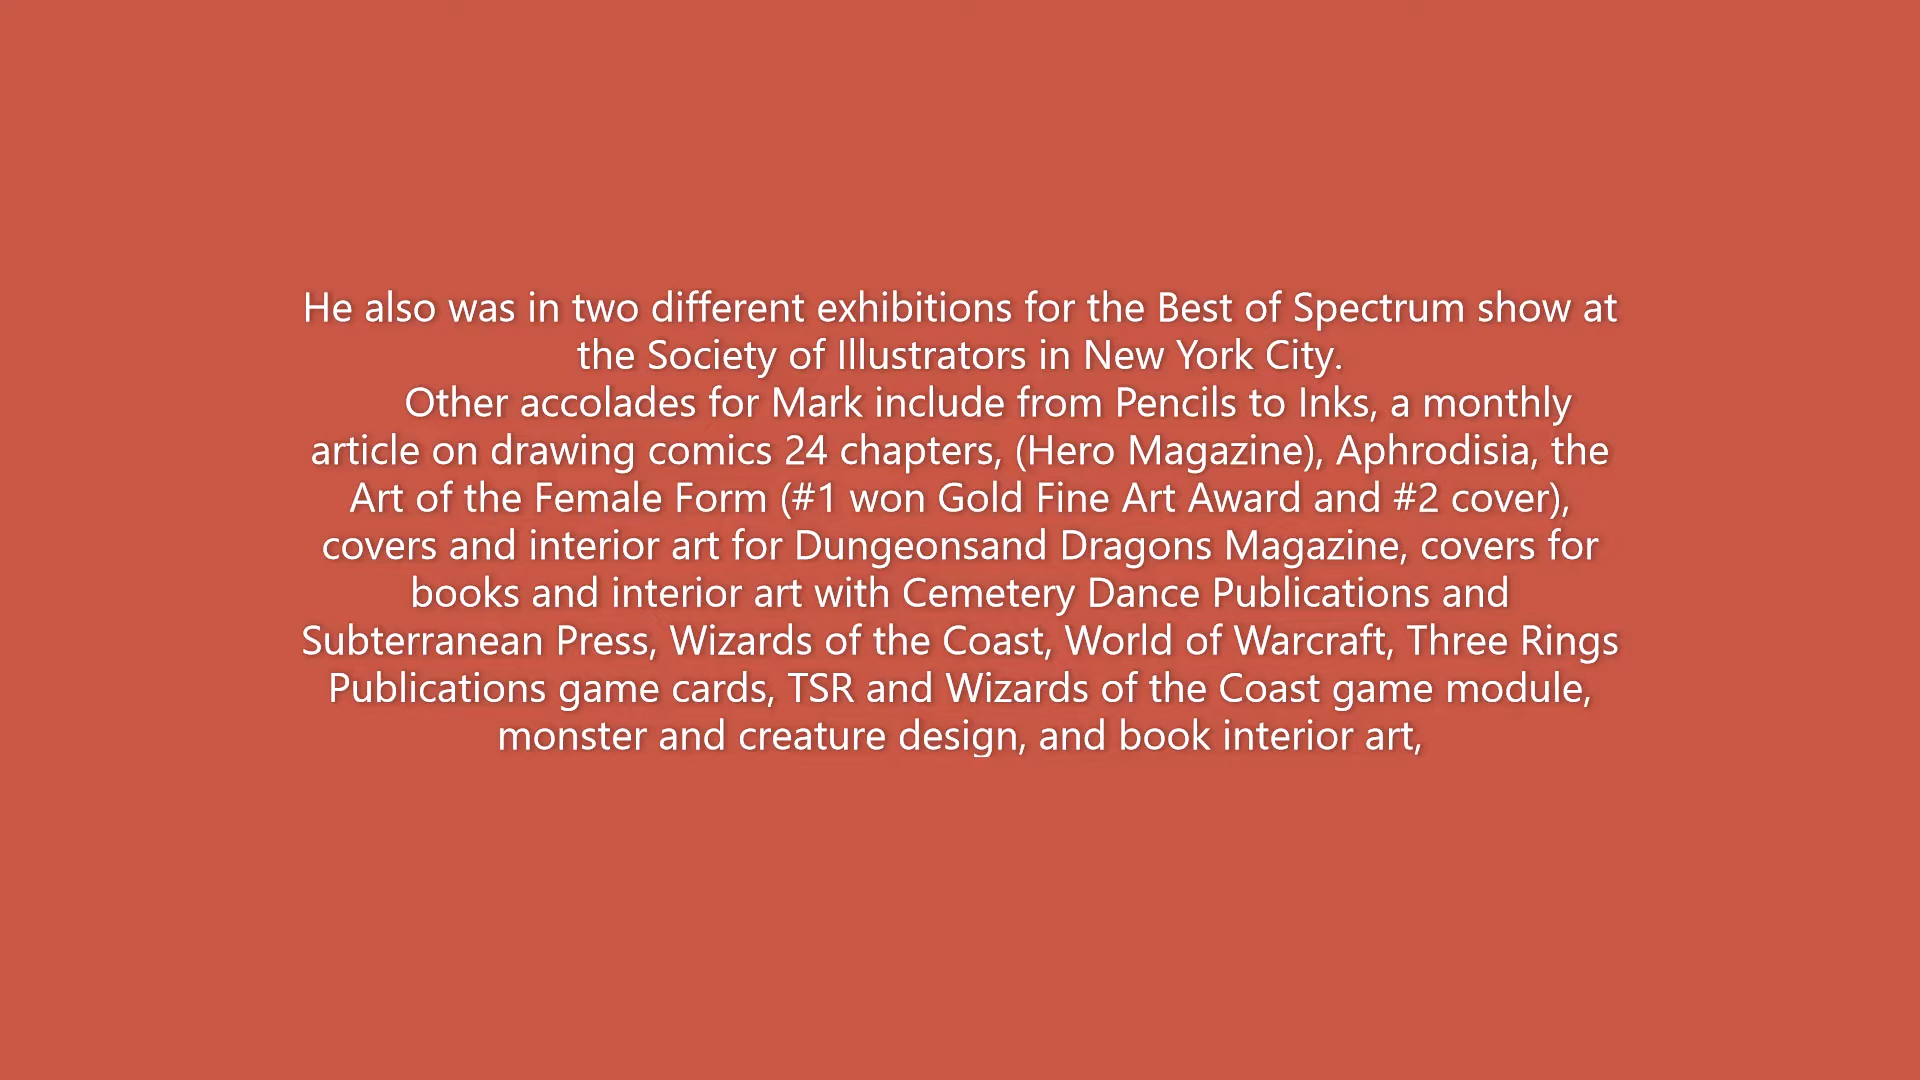 He also was in two different exhibitions for the Best of Spectrum show at
the Society of Illustrators in New York City.
Other accolades for Mark include from Pencils to Inks, a monthly
article on drawing comics 24 chapters, (Hero Magazine), Aphrodisia, the
Art of the Female Form (#1 won Gold Fine Art Award and #2 cover),
covers and interior art for Dungeonsand Dragons Magazine, covers for
books and interior art with Cemetery Dance Publications and
Subterranean Press, Wizards of the Coast, World of Warcraft, Three Rings
Publications game cards, TSR and Wizards of the Coast game module,
monster and creature design, and book interior art,